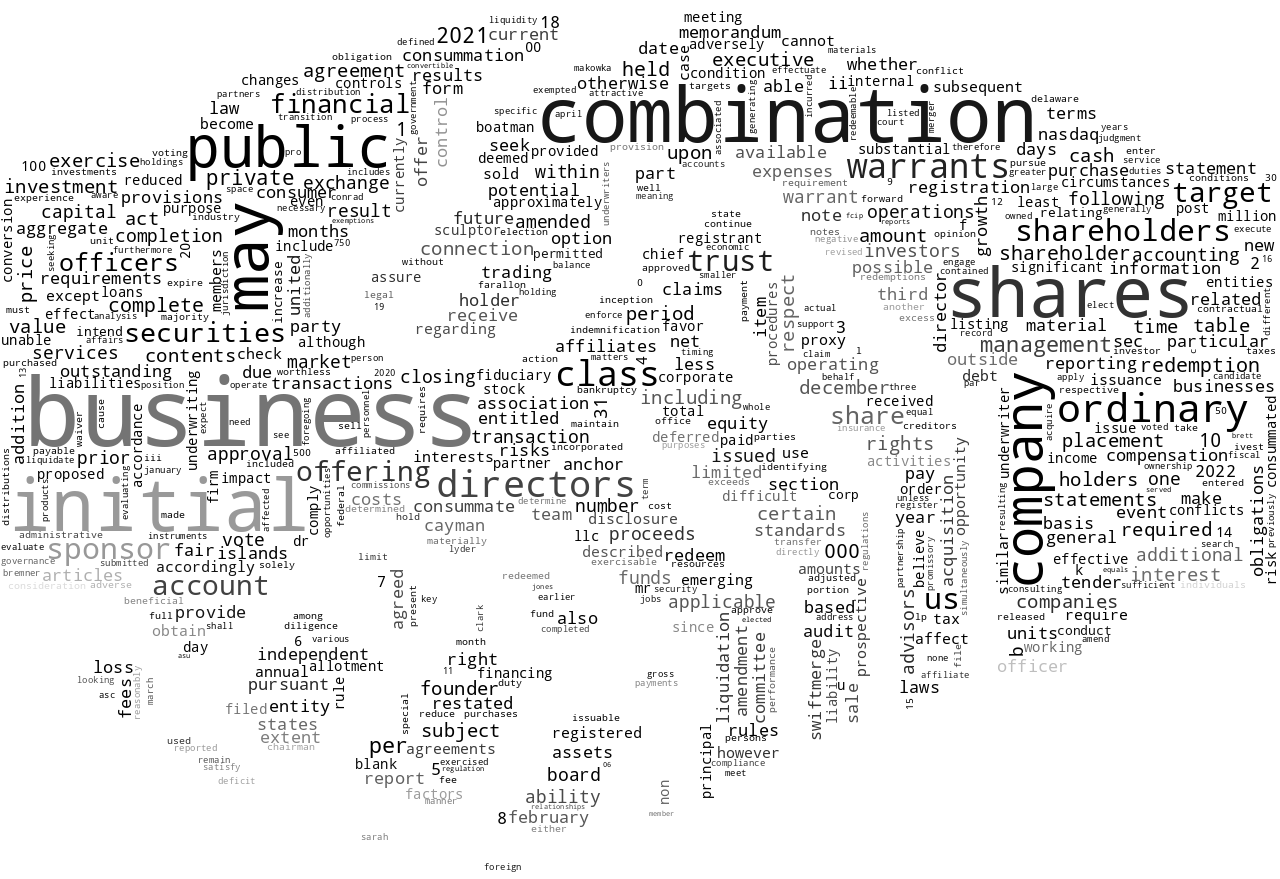 liquidity 18
defined 2021 current
obligation consummation 00
meeting
memorandum
date case adversely cannot
materials
agreement convertible
changes controls results
makowka held executive
condition effectuate whether
conflict
partners distribution government form
exempted attractive otherwise targets able incurred ii internal subsequent
law financial
transition process
specific april combination associated generating redeemable listed court merger delaware
become 1 offer control
boatman terms
nasdaq years
judgment
public pro
seek provided provision upon available substantial therefore days
100 exercise voting holdings
deemed accounts expenses warrants cash enter
pursue greater purchase duties service
investments private includes currently
sold within underwriters part requirement 9 circumstances statement
investment reduced space consumer exchange
potential well meaning warrant forward registration large following conditions 30
experience aware provisions even conrad
approximately 12 least target
conversion capital act purpose necessary result
future amended note fcip operations growth owned relating generally post million
aggregate unit industry exemptions months
sculptor election state notes reports opinion shareholders execute
price seeking completion 20 may include 750
connection option continue negative amount f
furthermore permitted registrant revised investors shareholder accounting new
officers members jurisdiction united additionally without
balance chief economic possible engage contained significant information 2 16
requirements expire increase
assure trading approved trust smaller redemptions entities
except loans legal
farallon holding 0 claims third director shares elect related
must effect analysis majority 19
holder inception payment item respect another contractual different
value affairs party
receive enforce period actual excess listing record material time table
unable intend securities although
regarding indemnification favor procedures support 3 proxy management sec particular
services contents check market person
affiliates net claim 1 outside investor c taxes
purchased outstanding due worthless
action matters timing less operating debt reporting redemption
13 liabilities position operate transactions 2020 closing fiduciary class 4 corporate behalf par apply issuance candidate
addition business underwriting expect need foregoing personnel requires stock bankruptcy including december three company respective businesses
waiver cause accordance sell association maintain 31 total whole received acquire ordinary 50
see entitled office equity share equal issue voted take
payable prior iii approval 500 affiliated
transaction incorporated deferred paid parties insurance creditors placement 10 brett
liquidate january included
interests risks purposes issued use rights income compensation ivest
distributions proposed evaluating firm impact offering
partner anchor limited identifying activities holders ownership one fiscal
products opportunities commissions directors exceeds section pay statements 2022 entered
initial affected comply federal costs determined
consummate determine number term cost difficult corp unless order served make consummated
made hold cayman team disclosure certain register year underwriter event conflicts
administrative instruments vote
materially llc proceeds standards acquisition opportunity basis required 14
evaluate sponsor fair islands dr
lyder described exercisable transfer directly 000 regulations believe resulting general search obligations
governance submitted accordingly solely limit
redeem resources amounts partnership promissory effective additional risk previously
bremner articles adverse
redeemed funds emerging adjusted similar k equals interest
consideration account
7 jones mr security portion simultaneously tender sufficient individuals
beneficial agreed present key
earlier jobs applicable based prospective us consulting companies
full provide clark
fund also approve address advisors lp tax released require
obtain shall among
completed since elected audit affect units conduct
day diligence
month liquidation amendment committee performance none file b working amend
6 various
asu independent right gross swiftmerge liability u sale affiliate officer
loss annual allotment
11 financing payments laws
looking pursuant rule
founder duty 15
asc fees reasonably march
special restated
filed entity
reduce purchases issuable
states subject
registered rules
used extent
per agreements principal persons
reported chairman assets however
remain blank exercised
06 compliance
satisfy report 5 regulation
board meet
deficit fee
non
factors ability
manner relationships
member
8 february
either
sarah
foreign